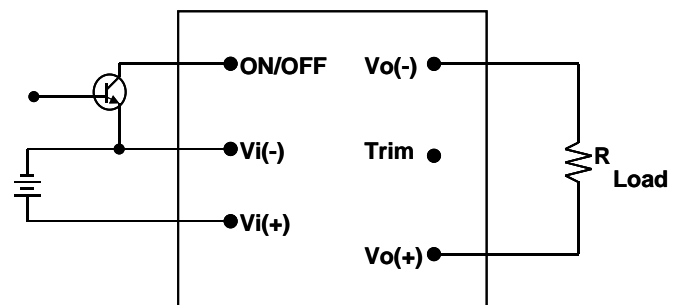 ON/OFF
Vo(-)
Vi(-)
Trim
R
Load
Vi(+)
Vo(+)